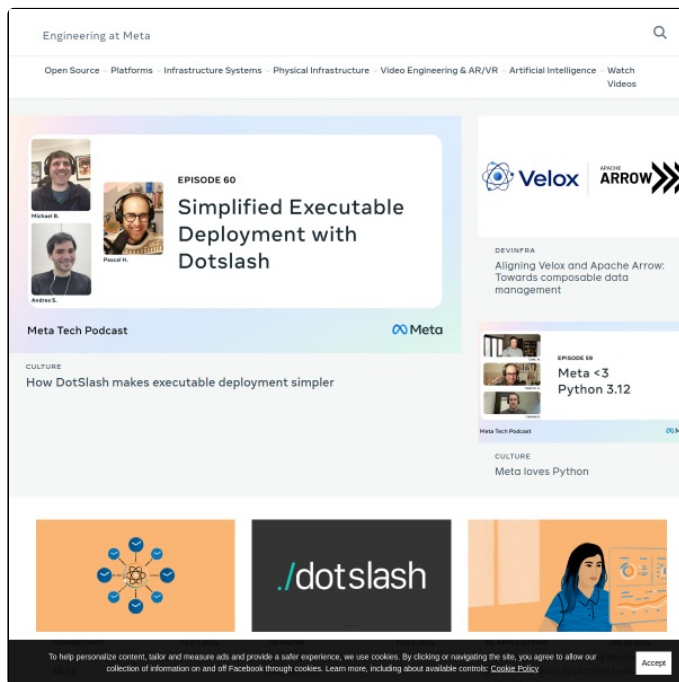 Engineering at Meta
Open Source - Platforms - Infrastructure Systems - Physical Infrastructure - Video Engineering & AR/VR - Artificial Intelligence - Watch
Videos
Michael B.
Pascal H.
Andres S.
EPISODE 60
Simplified Executable
Deployment with
Dotslash
Meta Tech Podcast
Meta
CULTURE
How DotSlash makes executable deployment simpler
Velox
APACHE
ARROW
DEVINFRA
Aligning Velox and Apache Arrow:
Towards composable data
management
EPISODE 59
Meta <3
Python 3.12
Meta Tech Podcast
CULTURE
Meta loves Python
./dotslash
To help personalize content, tailor and measure ads and provide a safer experience, we use cookies. By clicking or navigating the site, you agree to allow our
collection of information on and off Facebook through cookies. Learn more, including about available controls: Cookie Policy
Accept